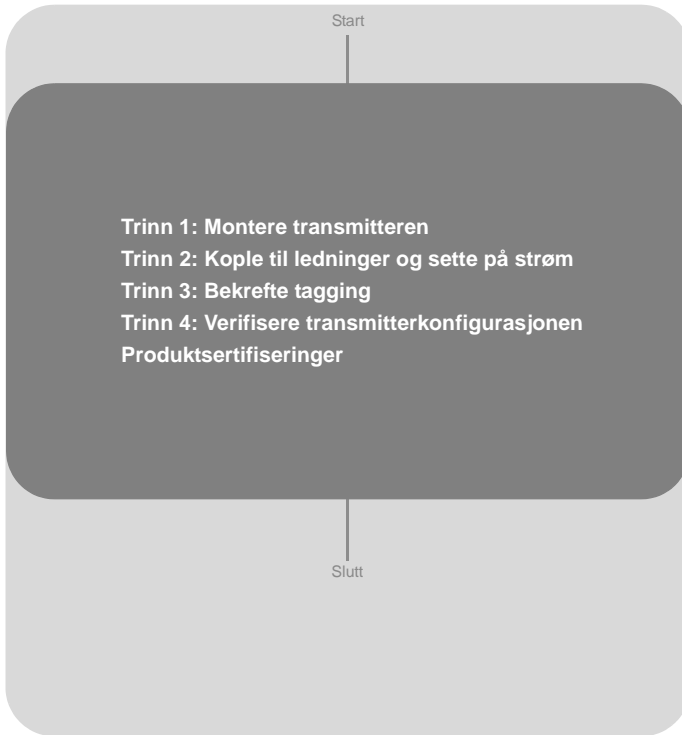 Start
Trinn 1: Montere transmitteren
Trinn 2: Kople til ledninger og sette på strøm
Trinn 3: Bekrefte tagging
Trinn 4: Verifisere transmitterkonfigurasjonen
Produktsertifiseringer
Slutt